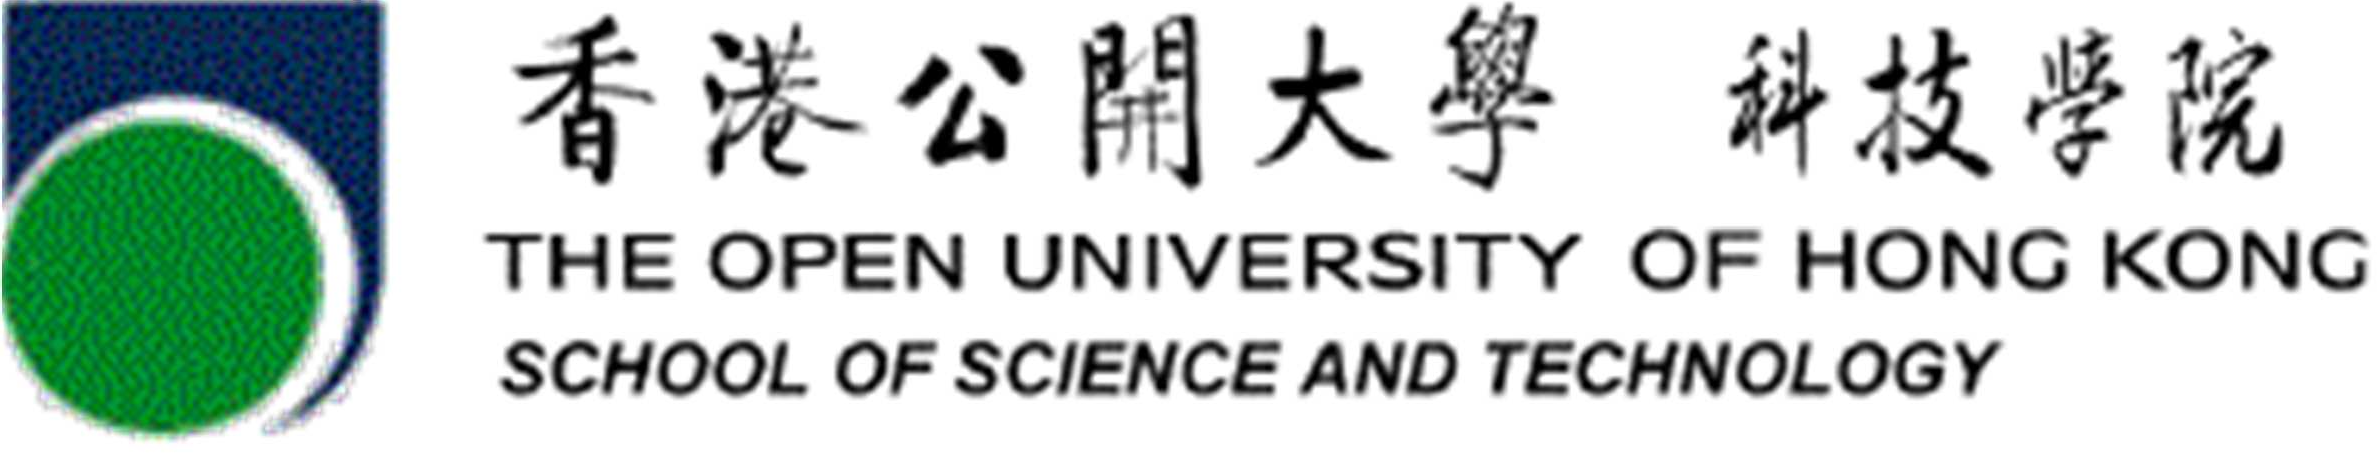 香港公開大學 科技學院
THE OPEN UNIVERSITY OF HONG KONG
SCHOOL OF SCIENCE AND TECHNOLOGY